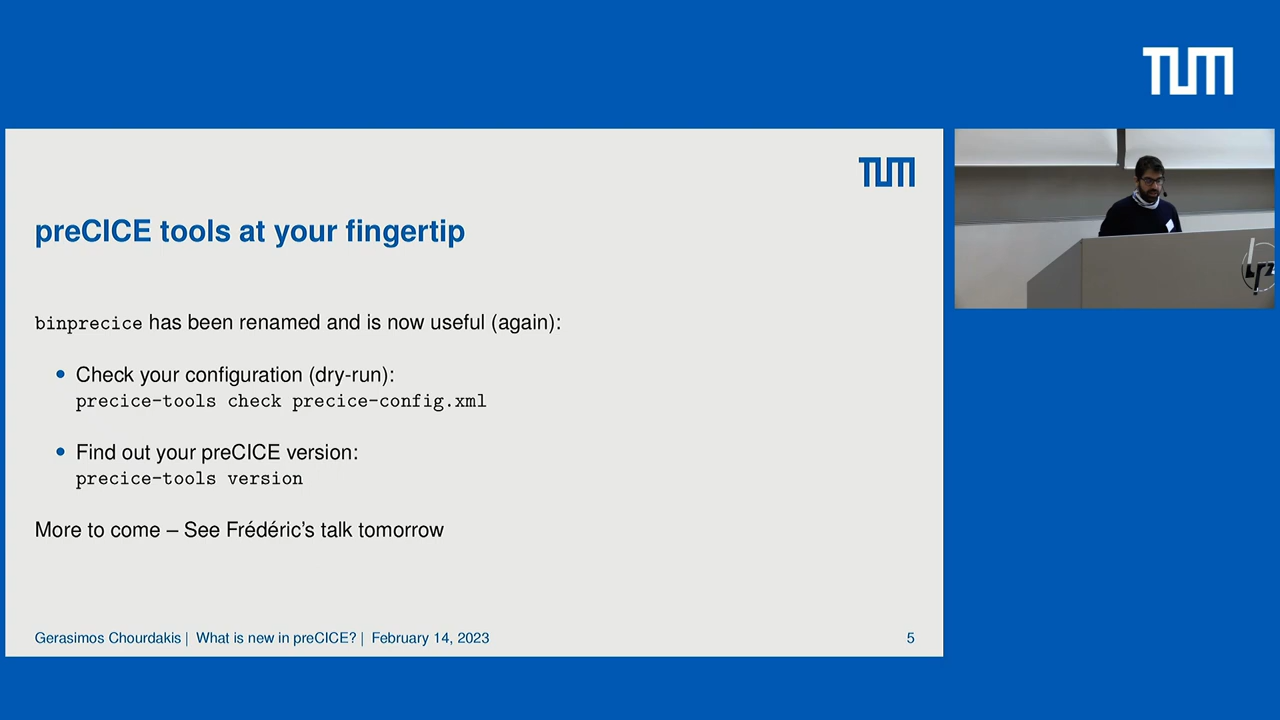 TUM
TUM
preCICE tools at your fingertip
binprecice has been renamed and is now useful (again):
• Check your configuration (dry-run):
precice-tools check precice-config.xml
• Find out your preCICE version:
precice-tools version
More to come – See Frédéric's talk tomorrow
Gerasimos Chourdakis | What is new in preCICE? | February 14, 2023
5
lrz